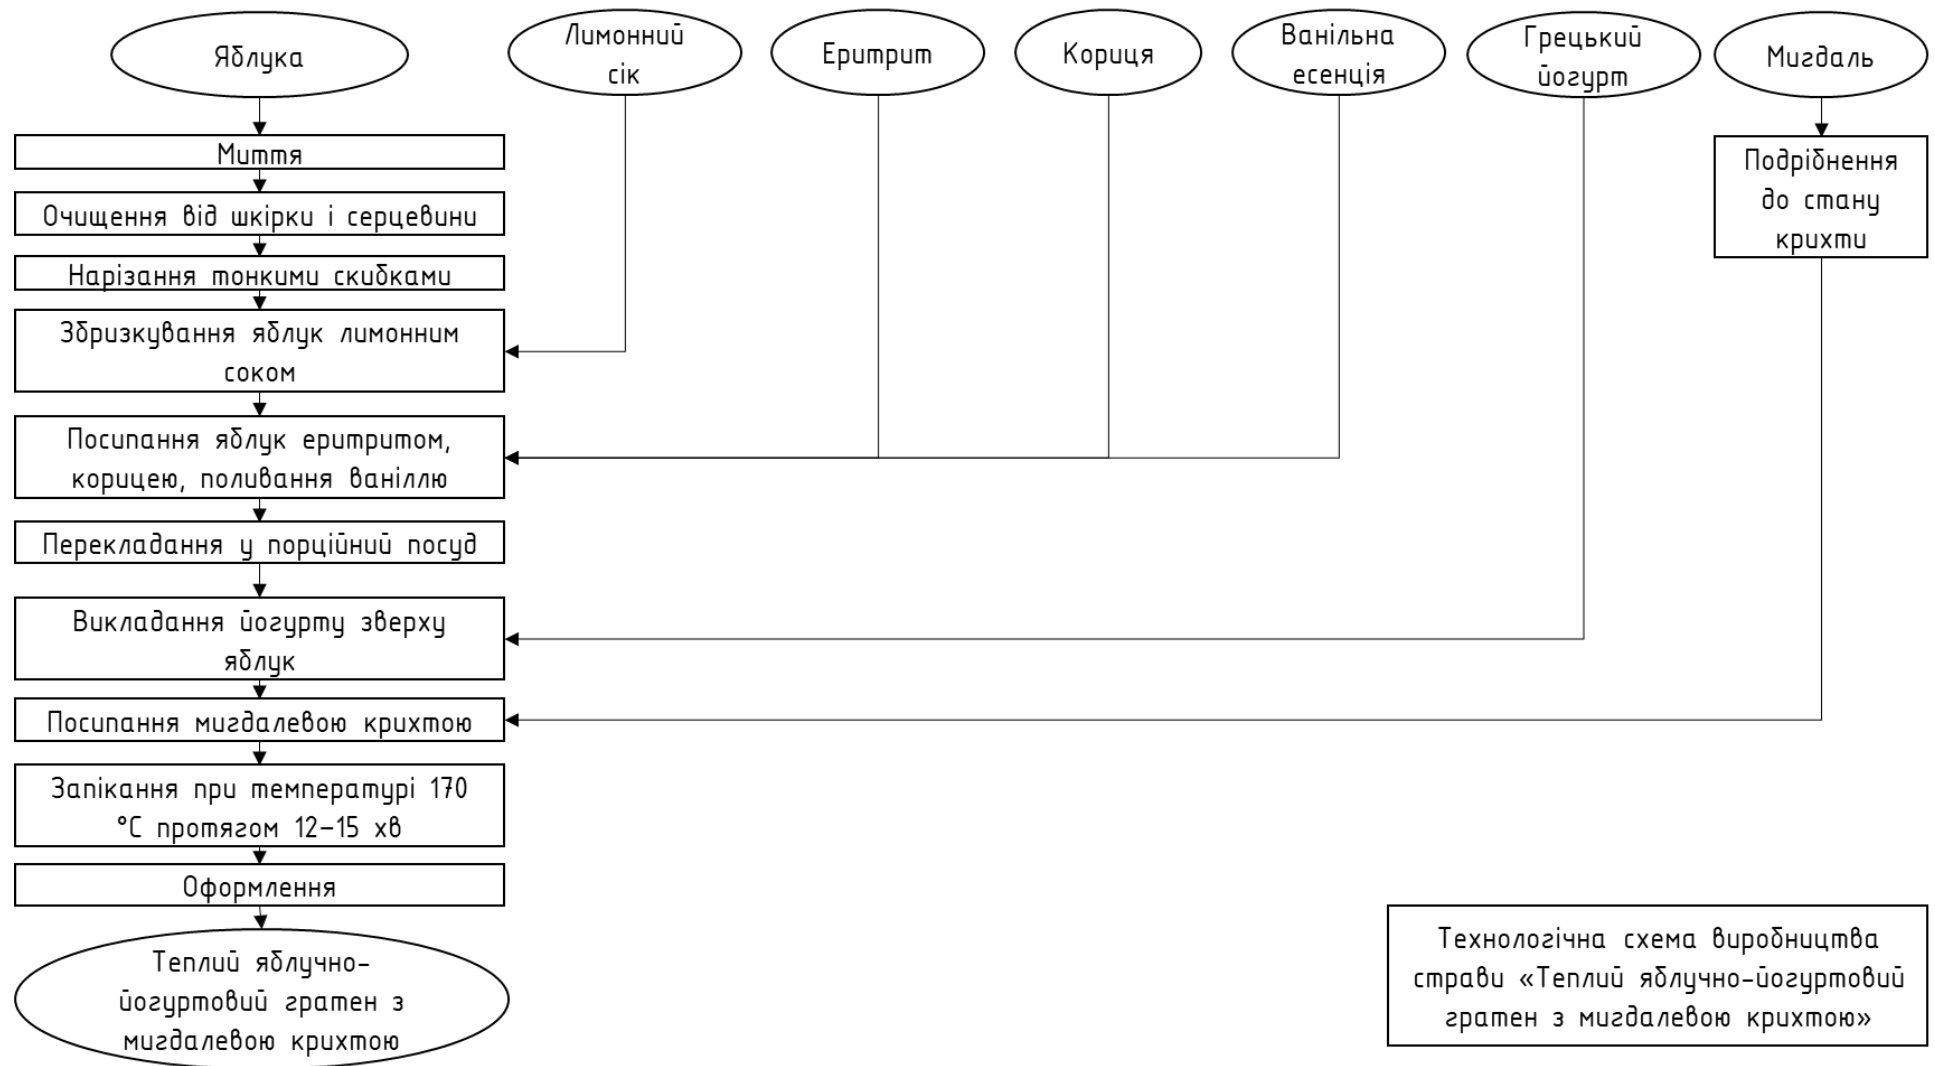 Яблука
Лимонний
сік
Еритрит
Кориця
Ванільна
есенція
Грецький
йогурт
Мигдаль
Миття
Подрібнення
до стану
крихти
Очищення від шкірки і серцевини
Нарізання тонкими скибками
Збризкування яблук лимонним
соком
Посипання яблук еритритом,
корицею, поливання ваніллю
Перекладання у порційний посуд
Викладання йогурту зверху
яблук
Посипання мигдалевою крихтою
Запікання при температурі 170
°С протягом 12–15 хв
Оформлення
Теплий яблучно-
йогуртовий гратен з
мигдалевою крихтою
Технологічна схема виробництва
страви «Теплий яблучно-йогуртовий
гратен з мигдалевою крихтою»